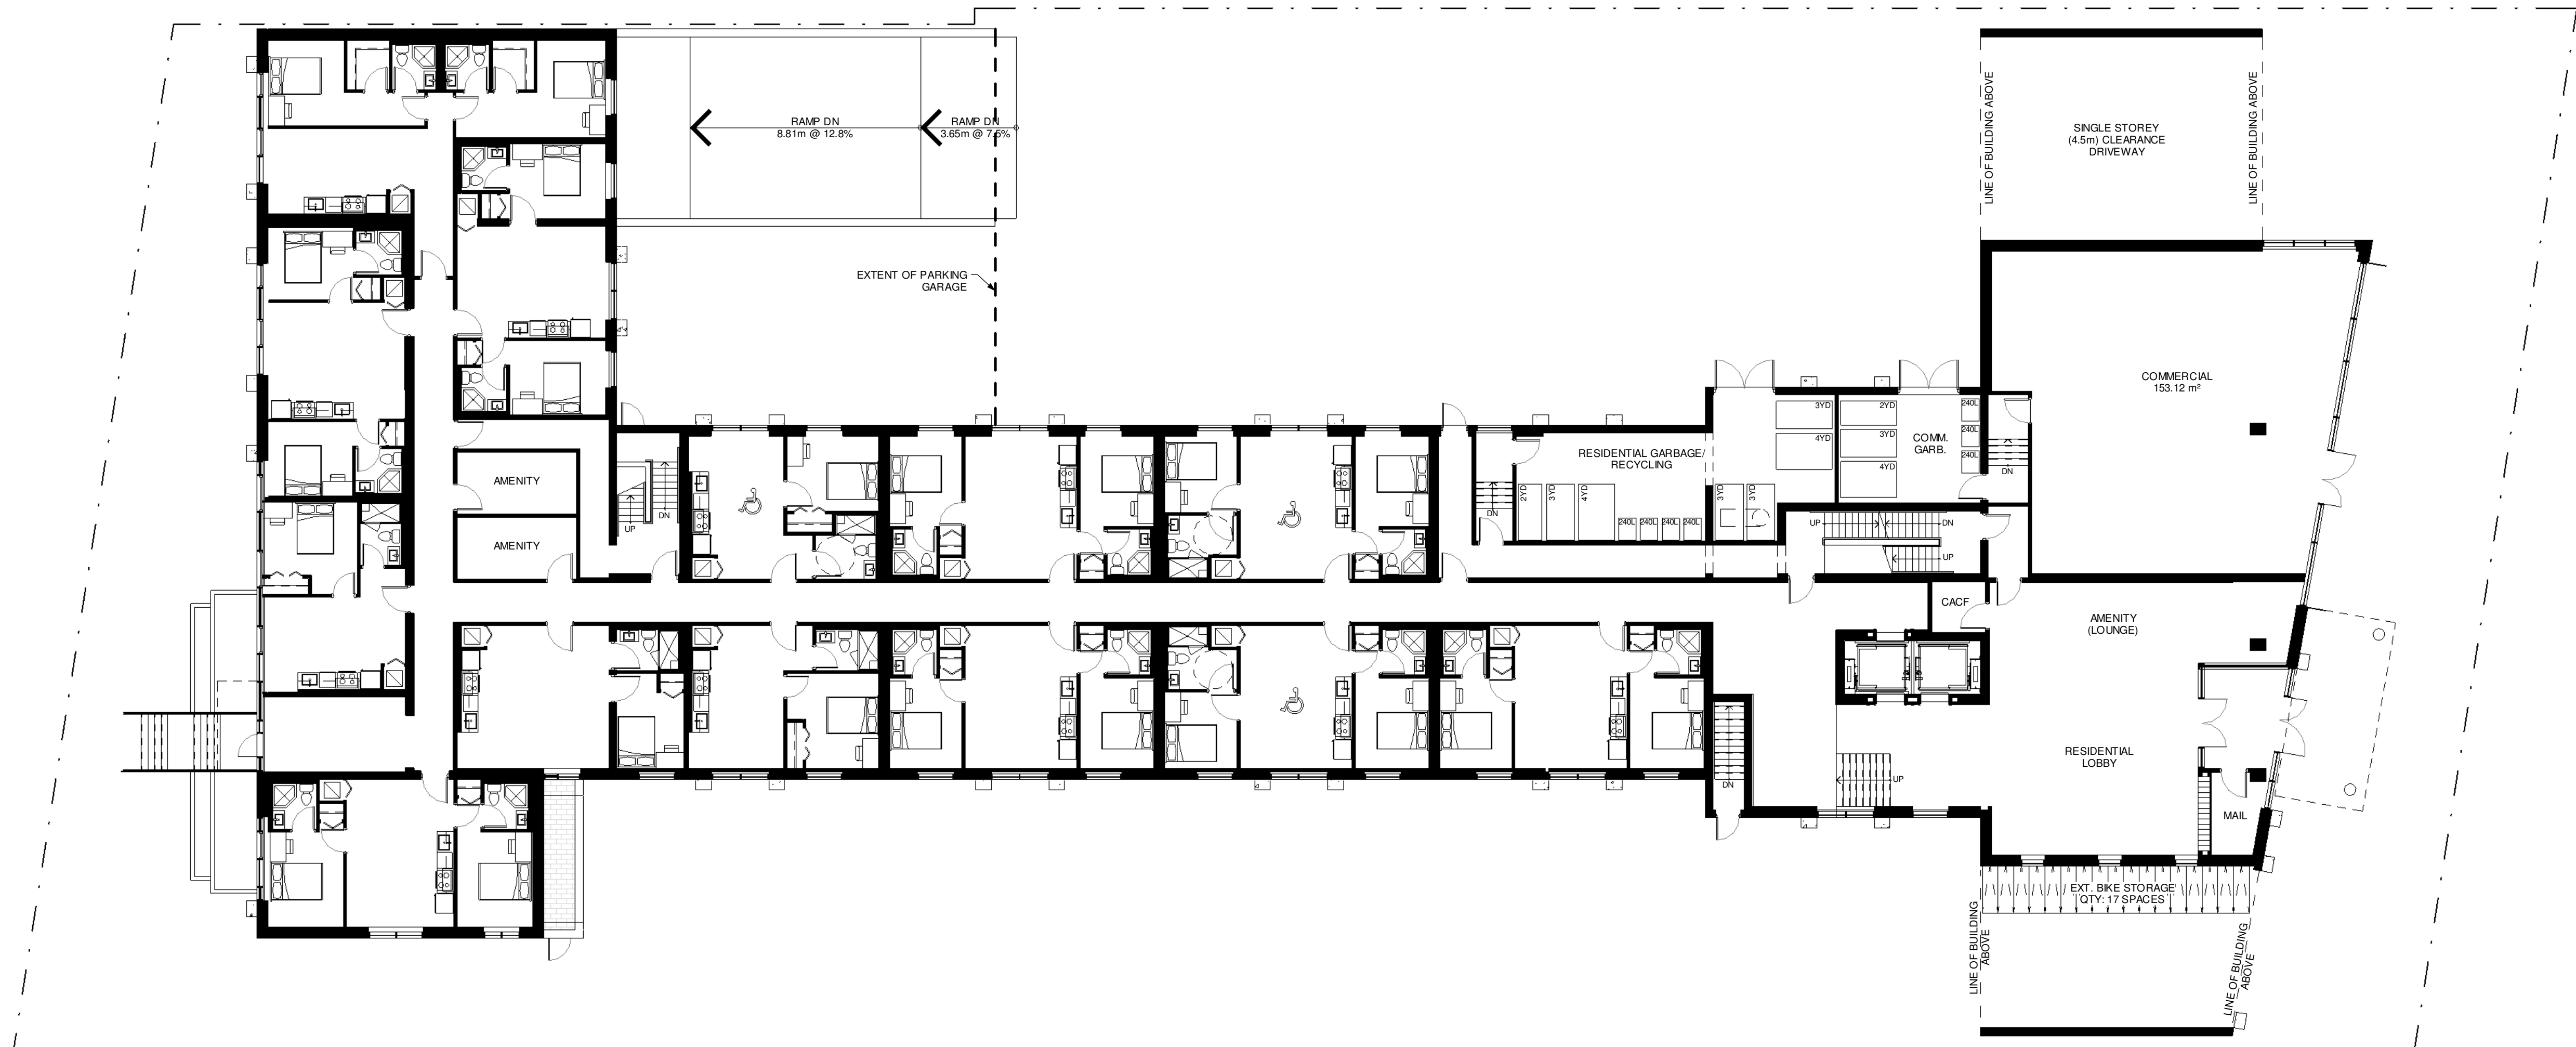 RAMP DN
8.81m @ 12.8%
RAMP DN
3.65m @ 7.5%
LINE OF BUILDING ABOVE
SINGLE STOREY
(4.5m) CLEARANCE
DRIVEWAY
LINE OF BUILDING ABOVE
EXTENT OF PARKING
GARAGE
COMMERCIAL
153.12 m²
3YD
4YD
2YD
3YD
4YD
240L
240L
240L
COMM.
GARB.
DN
RESIDENTIAL GARBAGE/
RECYCLING
AMENITY
AMENITY
UP
DN
DN
2YD
3YD
4YD
240L
240L
240L
240L
3YD
3YD
UP
DN
UP
CACF
AMENITY
(LOUNGE)
RESIDENTIAL
LOBBY
UP
DN
MAIL
EXT. BIKE STORAGE
QTY: 17 SPACES
LINE OF BUILDING
ABOVE
LINE OF BUILDING
ABOVE